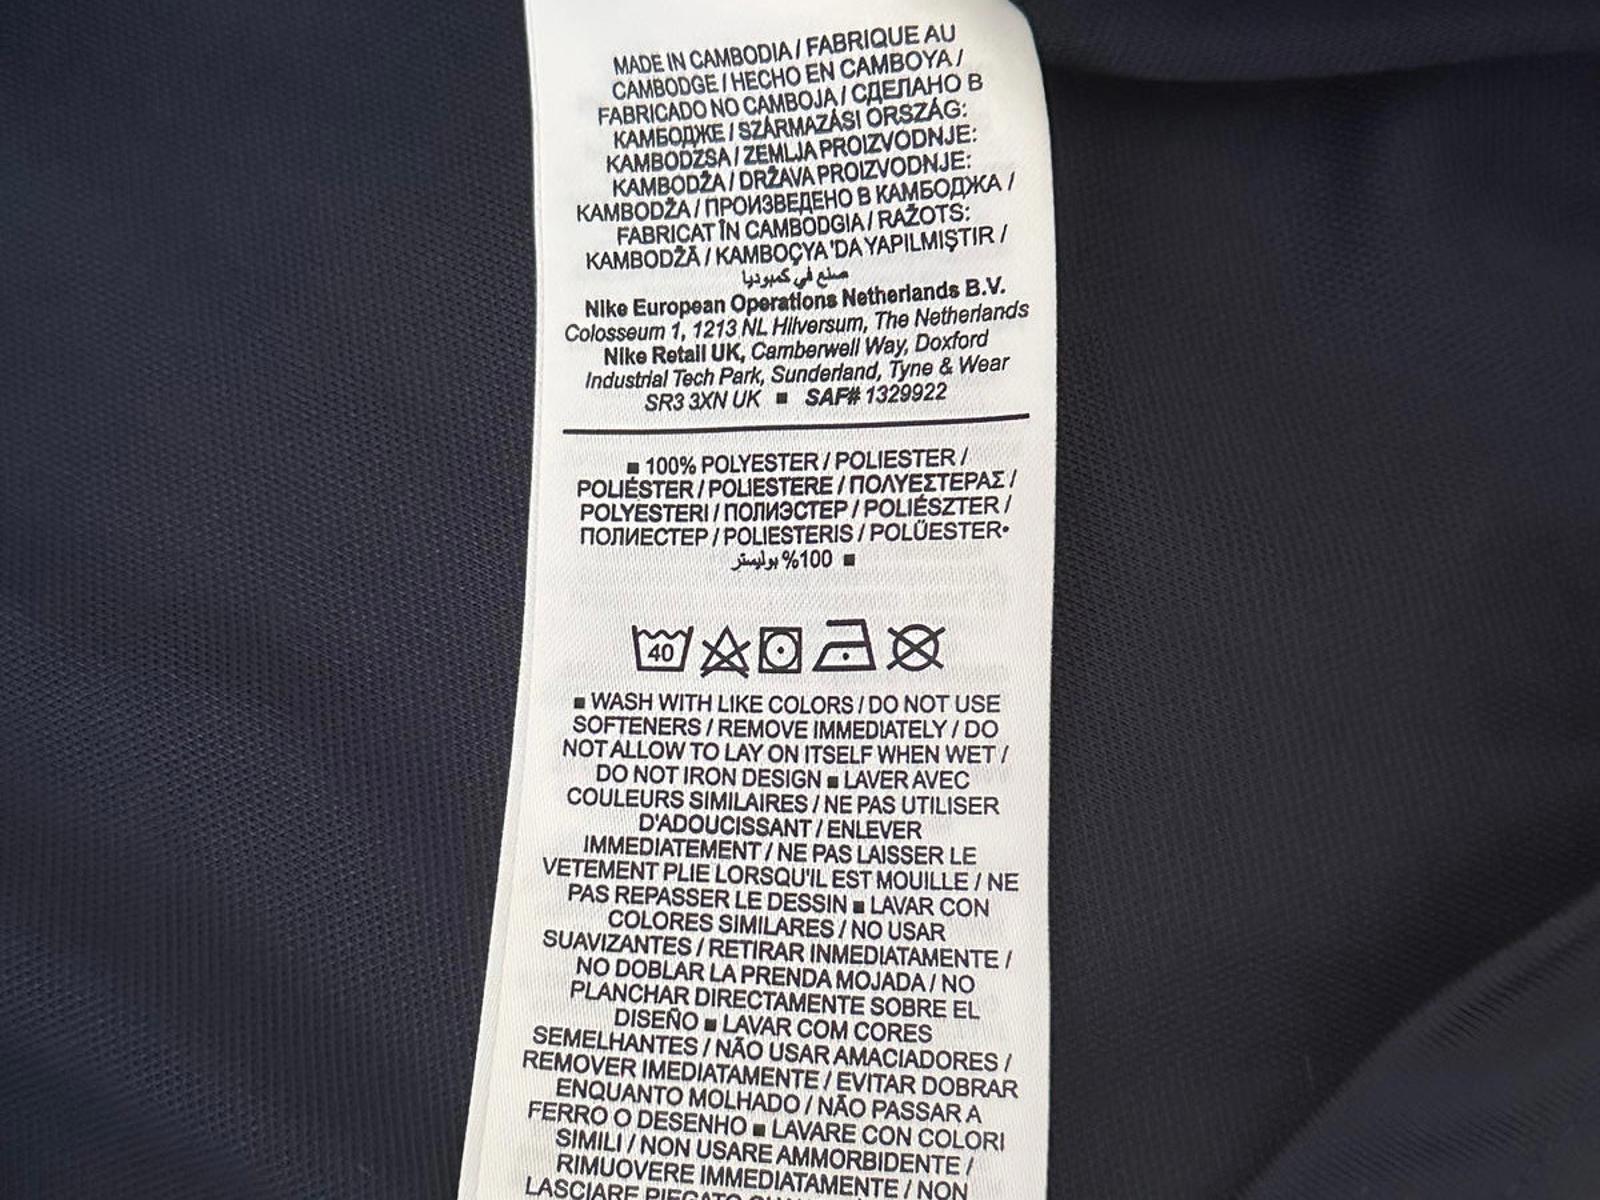 MADE IN CAMBODIA / FABRIQUE AU
CAMBODGE / HECHO EN CAMBOYA /
FABRICADO NO CAMBOJA / СДЕЛАНО В
КАМБОДЖЕ / SZÁRMAZÁSI ORSZÁG:
KAMBODZSA / ZEMLJA PROIZVODNJE:
KAMBODŽA / DRŽAVA PROIZVODNJE:
KAMBODŽA / ПРОИЗВЕДЕНО В КАМБОДЖА /
FABRICAT ÎN CAMBODGIA / RAŽOTS:
KAMBODŽĀ / KAMBOÇYA 'DA YAPILMIŞTIR /
صنع في كمبوديا
Nike European Operations Netherlands B.V.
Colosseum 1, 1213 NL Hilversum, The Netherlands
Nike Retail UK, Camberwell Way, Doxford
Industrial Tech Park, Sunderland, Tyne & Wear
SR3 3XN UK ■ SAF# 1329922
■ 100% POLYESTER / POLIESTER /
POLIÉSTER / POLIESTERE / ΠΟΛΥΕΣΤΕΡΑΣ /
POLYESTERI / ПОЛИЭСТЕР / POLIÉSZTER /
ПОЛИЕСТЕР / POLIESTERIS / POLÜESTER•
100% بوليستر ■
40
■ WASH WITH LIKE COLORS / DO NOT USE
SOFTENERS / REMOVE IMMEDIATELY / DO
NOT ALLOW TO LAY ON ITSELF WHEN WET /
DO NOT IRON DESIGN ■ LAVER AVEC
COULEURS SIMILAIRES / NE PAS UTILISER
D'ADOUCISSANT / ENLEVER
IMMEDIATEMENT / NE PAS LAISSER LE
VETEMENT PLIE LORSQU'IL EST MOUILLE / NE
PAS REPASSER LE DESSIN ■ LAVAR CON
COLORES SIMILARES / NO USAR
SUAVIZANTES / RETIRAR INMEDIATAMENTE /
NO DOBLAR LA PRENDA MOJADA / NO
PLANCHAR DIRECTAMENTE SOBRE EL
DISEÑO ■ LAVAR COM CORES
SEMELHANTES / NÃO USAR AMACIADORES /
REMOVER IMEDIATAMENTE / EVITAR DOBRAR
ENQUANTO MOLHADO / NÃO PASSAR A
FERRO O DESENHO ■ LAVARE CON COLORI
SIMILI / NON USARE AMMORBIDENTE /
RIMUOVERE IMMEDIATAMENTE / NON
LASCIARE PIEGATO